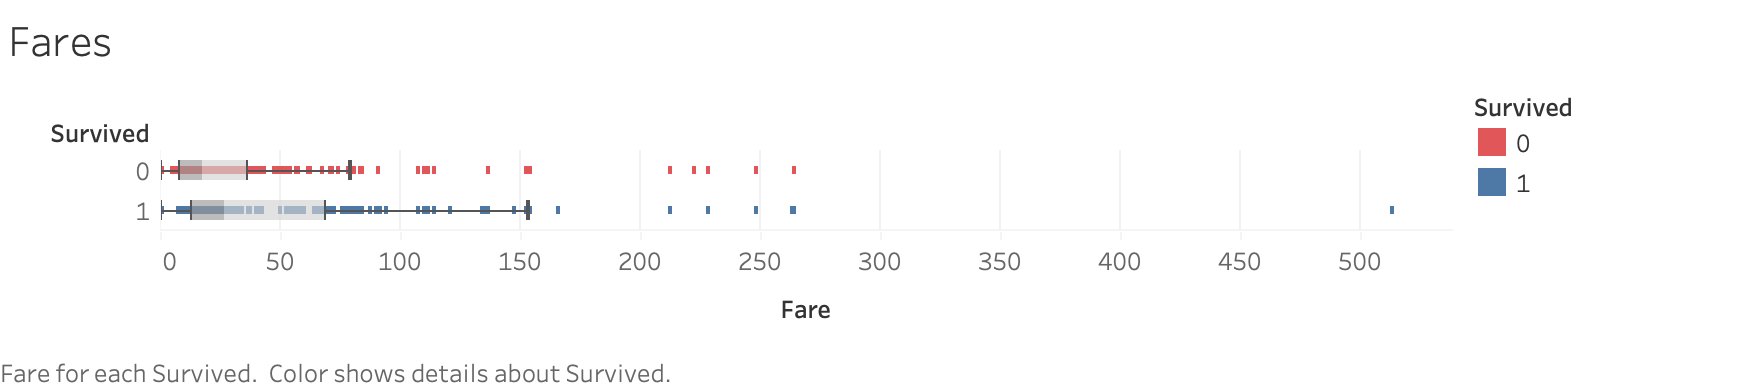 Fares
Survived
0
1
0 50 100 150 200 250 300 350 400 450 500
Fare
Survived
0
1
Fare for each Survived. Color shows details about Survived.